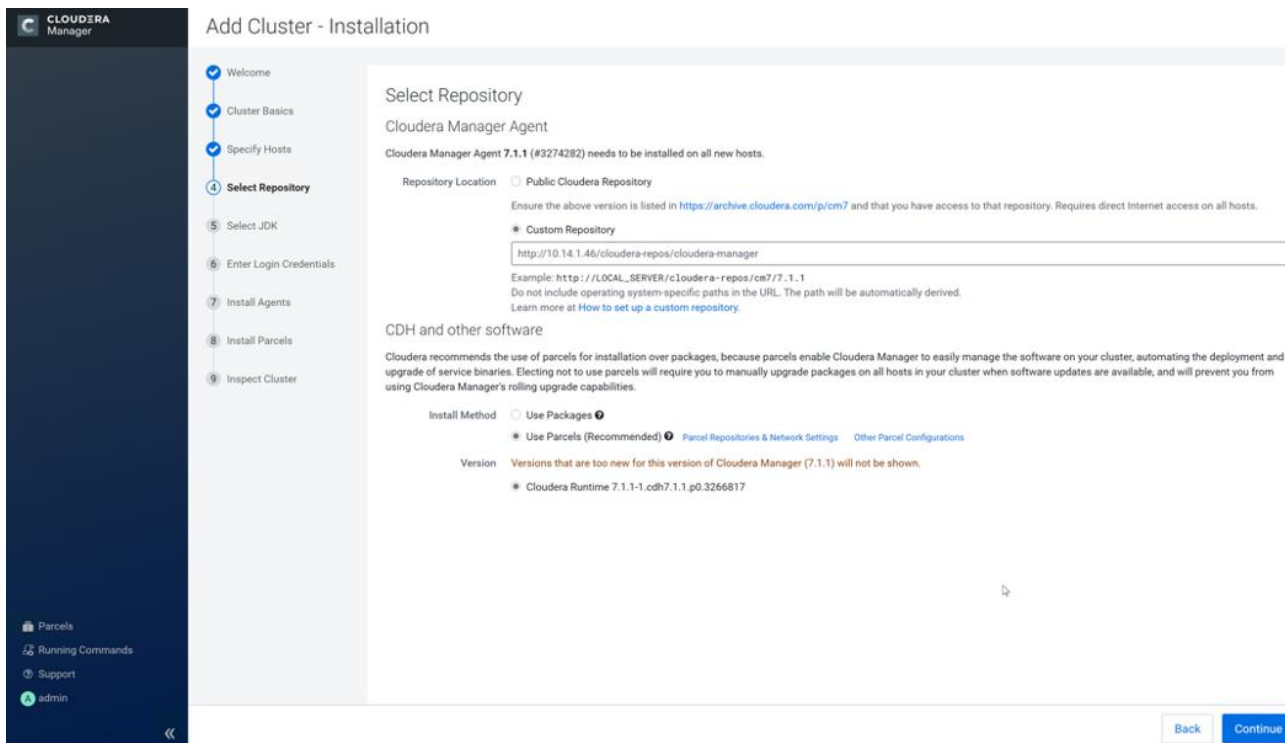 CLOUDERA
Manager
Add Cluster - Installation
Welcome
Cluster Basics
Specify Hosts
4 Select Repository
5 Select JDK
6 Enter Login Credentials
7 Install Agents
8 Install Parcels
9 Inspect Cluster
Parcels
Running Commands
Support
A admin
Select Repository
Cloudera Manager Agent
Cloudera Manager Agent 7.1.1 (#3274282) needs to be installed on all new hosts.
Repository Location Public Cloudera Repository
Ensure the above version is listed in https://archive.cloudera.com/p/cm7 and that you have access to that repository. Requires direct Internet access on all hosts.
Custom Repository
http://10.14.1.46/cloudera-repos/cloudera-manager
Example: http://LOCAL_SERVER/cloudera-repos/cm7/7.1.1
Do not include operating system-specific paths in the URL. The path will be automatically derived.
Learn more at How to set up a custom repository.
CDH and other software
Cloudera recommends the use of parcels for installation over packages, because parcels enable Cloudera Manager to easily manage the software on your cluster, automating the deployment and
upgrade of service binaries. Electing not to use parcels will require you to manually upgrade packages on all hosts in your cluster when software updates are available, and will prevent you from
using Cloudera Manager's rolling upgrade capabilities.
Install Method Use Packages ?
Use Parcels (Recommended) ? Parcel Repositories & Network Settings Other Parcel Configurations
Version Versions that are too new for this version of Cloudera Manager (7.1.1) will not be shown.
Cloudera Runtime 7.1.1-1.cdh7.1.1.p0.3266817
Back Continue